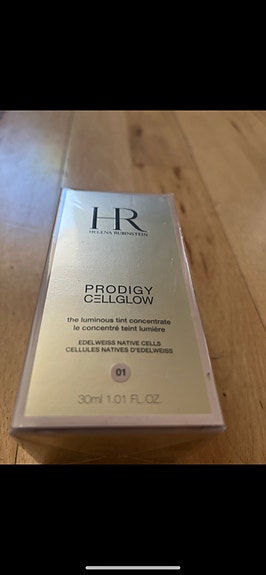 HR
HELENA RUBINSTEIN
PRODIGY
CELLGLOW
the luminous tint concentrate
le concentré teint lumière
EDELWEISS NATIVE CELLS
CELLULES NATIVES D'EDELWEISS
01
30ml 1.01 FL.OZ.